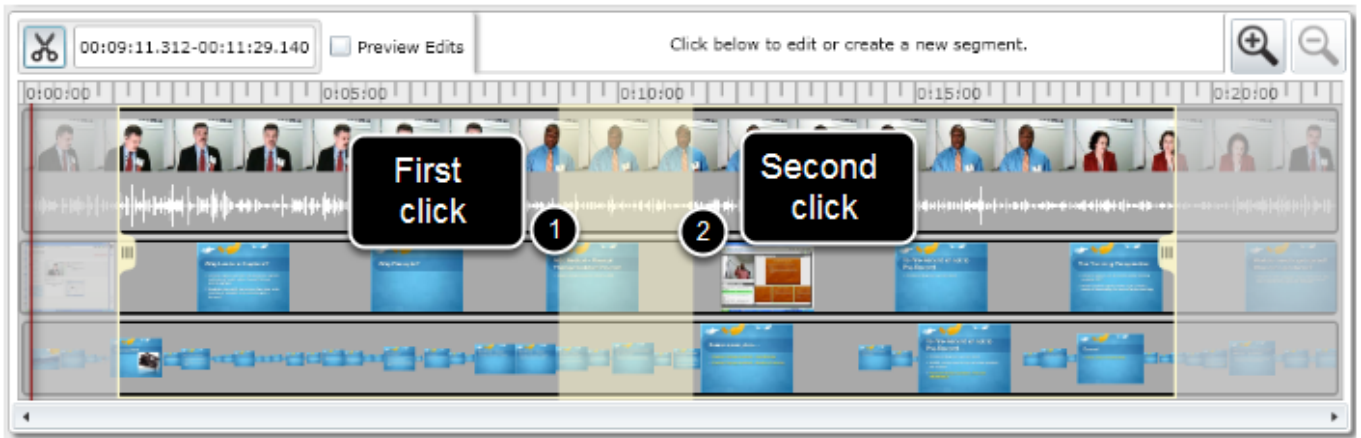 00:09:11.312-00:11:29.140
Preview Edits
Click below to edit or create a new segment.
0:00:00
0:05:00
0:10:00
0:15:00
0:20:00
First
click
Second
click
1
2